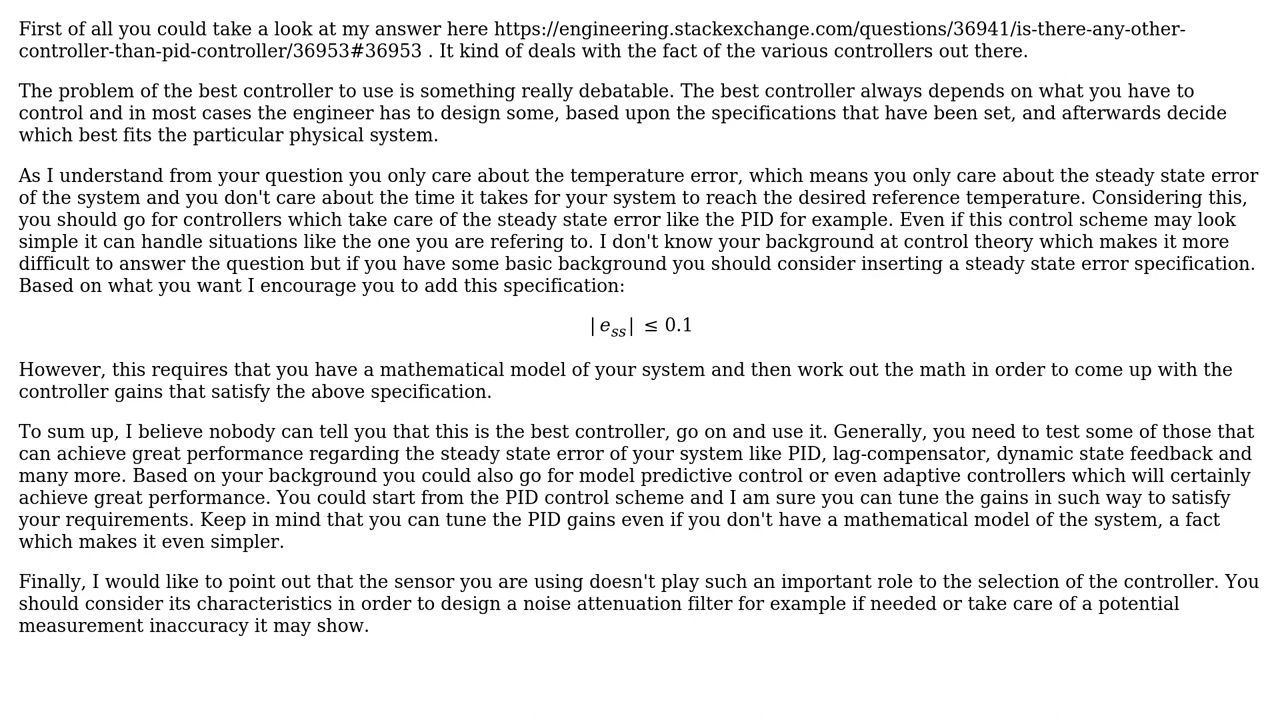 First of all you could take a look at my answer here https://engineering.stackexchange.com/questions/36941/is-there-any-other-
controller-than-pid-controller/36953#36953 . It kind of deals with the fact of the various controllers out there.
The problem of the best controller to use is something really debatable. The best controller always depends on what you have to
control and in most cases the engineer has to design some, based upon the specifications that have been set, and afterwards decide
which best fits the particular physical system.
As I understand from your question you only care about the temperature error, which means you only care about the steady state error
of the system and you don't care about the time it takes for your system to reach the desired reference temperature. Considering this,
you should go for controllers which take care of the steady state error like the PID for example. Even if this control scheme may look
simple it can handle situations like the one you are refering to. I don't know your background at control theory which makes it more
difficult to answer the question but if you have some basic background you should consider inserting a steady state error specification.
Based on what you want I encourage you to add this specification:
|e_{ss}| ≤ 0.1
However, this requires that you have a mathematical model of your system and then work out the math in order to come up with the
controller gains that satisfy the above specification.
To sum up, I believe nobody can tell you that this is the best controller, go on and use it. Generally, you need to test some of those that
can achieve great performance regarding the steady state error of your system like PID, lag-compensator, dynamic state feedback and
many more. Based on your background you could also go for model predictive control or even adaptive controllers which will certainly
achieve great performance. You could start from the PID control scheme and I am sure you can tune the gains in such way to satisfy
your requirements. Keep in mind that you can tune the PID gains even if you don't have a mathematical model of the system, a fact
which makes it even simpler.
Finally, I would like to point out that the sensor you are using doesn't play such an important role to the selection of the controller. You
should consider its characteristics in order to design a noise attenuation filter for example if needed or take care of a potential
measurement inaccuracy it may show.